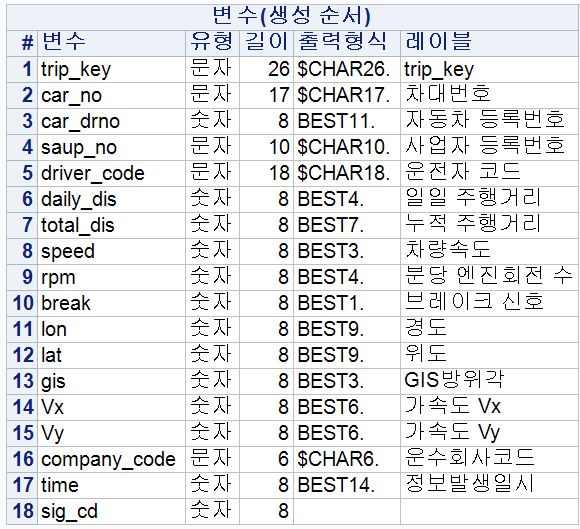 변수(생성 순서)
# 변수 유형 길이 출력형식 레이블
1 trip_key 문자 26 $CHAR26. trip_key
2 car_no 문자 17 $CHAR17. 차대번호
3 car_drno 숫자 8 BEST11. 자동차 등록번호
4 saup_no 문자 10 $CHAR10. 사업자 등록번호
5 driver_code 문자 18 $CHAR18. 운전자 코드
6 daily_dis 숫자 8 BEST4. 일일 주행거리
7 total_dis 숫자 8 BEST7. 누적 주행거리
8 speed 숫자 8 BEST3. 차량속도
9 rpm 숫자 8 BEST4. 분당 엔진회전 수
10 break 숫자 8 BEST1. 브레이크 신호
11 lon 숫자 8 BEST9. 경도
12 lat 숫자 8 BEST9. 위도
13 gis 숫자 8 BEST3. GIS방위각
14 Vx 숫자 8 BEST6. 가속도 Vx
15 Vy 숫자 8 BEST6. 가속도 Vy
16 company_code 문자 6 $CHAR6. 운수회사코드
17 time 숫자 8 BEST14. 정보발생일시
18 sig_cd 숫자 8